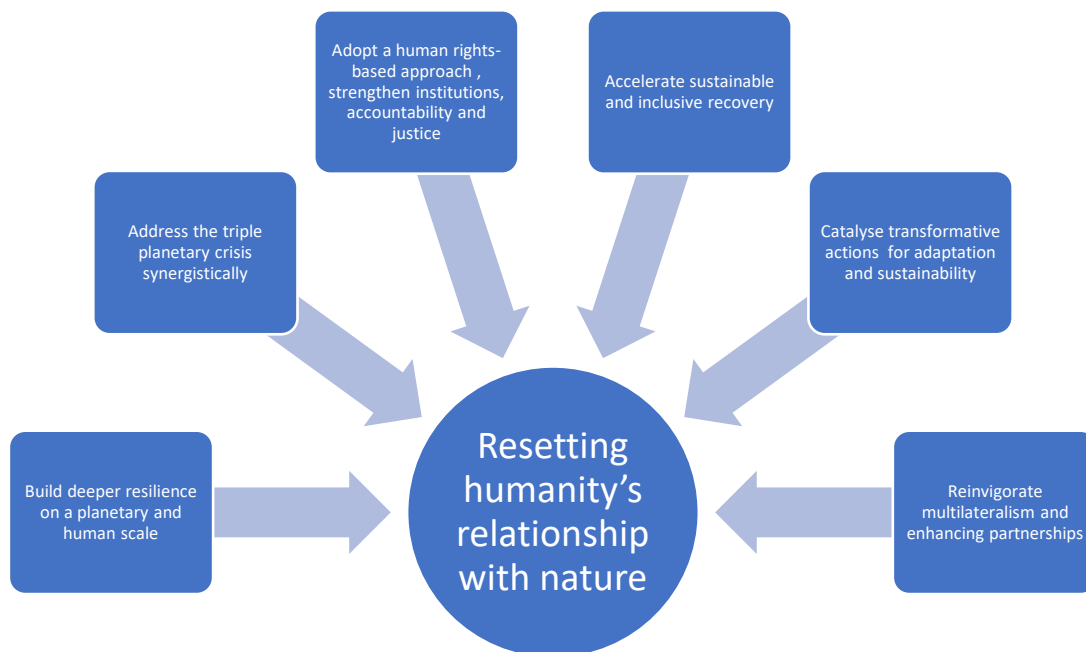 Adopt a human rights-
based approach ,
strengthen institutions,
accountability and
justice
Accelerate sustainable
and inclusive recovery
Address the triple
planetary crisis
synergistically
Catalyse transformative
actions  for adaptation
and sustainability
Build deeper resilience
on a planetary and
human scale
Resetting
humanity’s
relationship
with nature
Reinvigorate
multilateralism and
enhancing partnerships